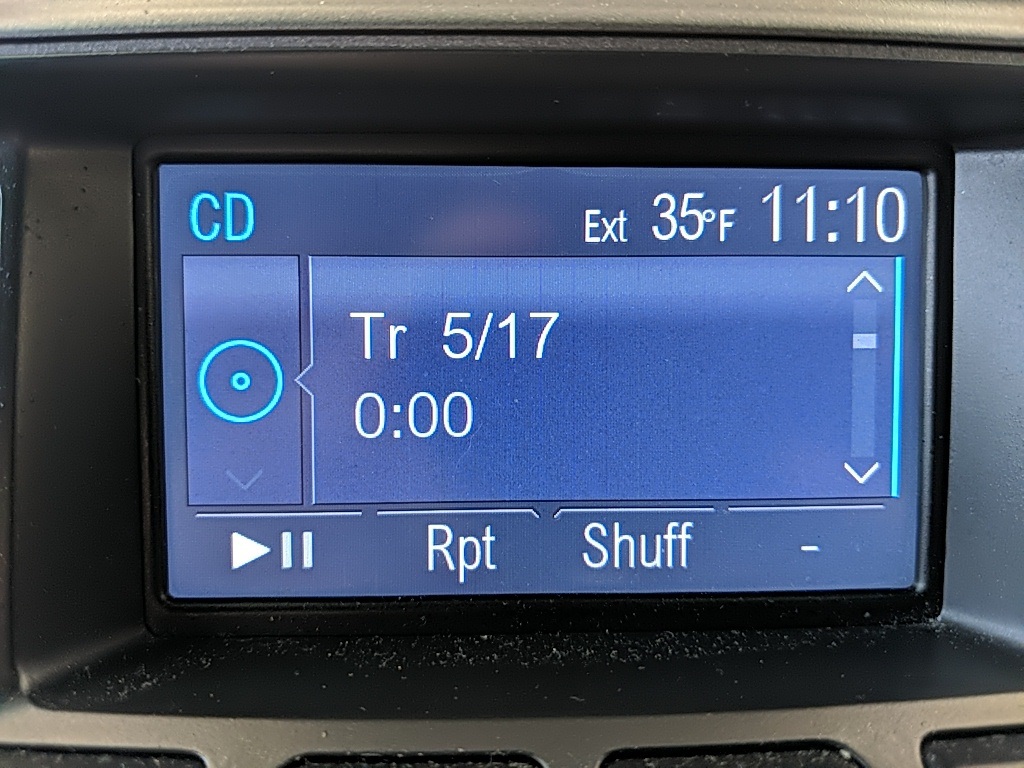 CD Ext 35°F 11:10
Tr 5/17
0:00
Rpt Shuff -